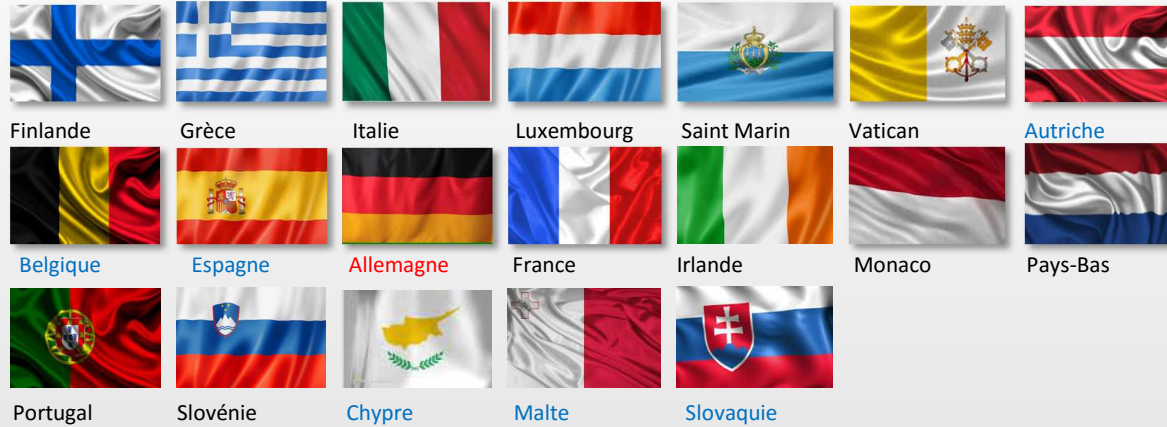 Finlande Grèce Italie Luxembourg Saint Marin Vatican Autriche
Belgique Espagne Allemagne France Irlande Monaco Pays-Bas
Portugal Slovénie Chypre Malte Slovaquie